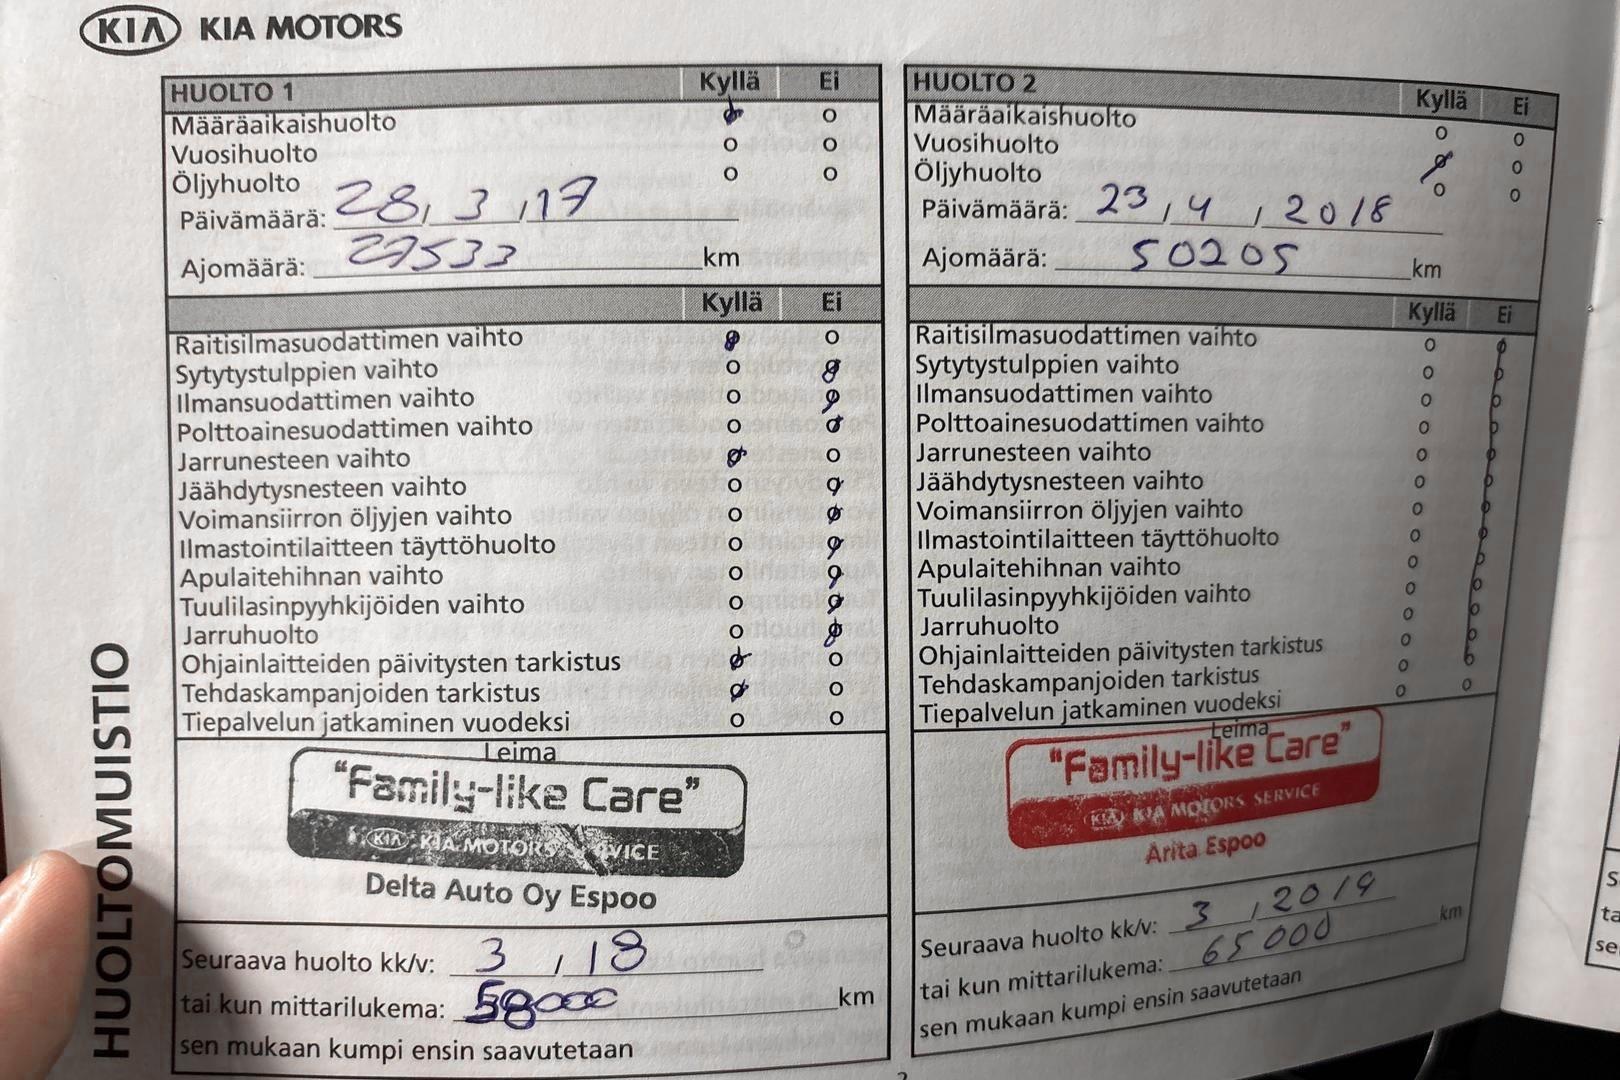 KIA KIA MOTORS
HUOLTOMUISTIO
HUOLTO 1 Kyllä Ei
Määräaikaishuolto o o
Vuosihuolto o o
Öljyhuolto o o
Päivämäärä: 28 / 3 / 17
Ajomäärä: 27533 km
Kyllä Ei
Raitisilmasuodattimen vaihto o o
Sytytystulppien vaihto o o
Ilmansuodattimen vaihto o o
Polttoainesuodattimen vaihto o o
Jarrunesteen vaihto o o
Jäähdytysnesteen vaihto o o
Voimansiirron öljyjen vaihto o o
Ilmastointilaitteen täyttöhuolto o o
Apulaitehihnan vaihto o o
Tuulilasinpyyhkijöiden vaihto o o
Jarruhuolto o o
Ohjainlaitteiden päivitysten tarkistus o o
Tehdaskampanjoiden tarkistus o o
Tiepalvelun jatkaminen vuodeksi o o
Leima
"Family-like Care"
KIA KIA MOTORS SERVICE
Delta Auto Oy Espoo
Seuraava huolto kk/v: 3 / 18
tai kun mittarilukema: 58000 km
sen mukaan kumpi ensin saavutetaan
HUOLTO 2 Kyllä Ei
Määräaikaishuolto o o
Vuosihuolto o o
Öljyhuolto o o
Päivämäärä: 23 / 4 / 2018
Ajomäärä: 50205 km
Kyllä Ei
Raitisilmasuodattimen vaihto o o
Sytytystulppien vaihto o o
Ilmansuodattimen vaihto o o
Polttoainesuodattimen vaihto o o
Jarrunesteen vaihto o o
Jäähdytysnesteen vaihto o o
Voimansiirron öljyjen vaihto o o
Ilmastointilaitteen täyttöhuolto o o
Apulaitehihnan vaihto o o
Tuulilasinpyyhkijöiden vaihto o o
Jarruhuolto o o
Ohjainlaitteiden päivitysten tarkistus o o
Tehdaskampanjoiden tarkistus o o
Tiepalvelun jatkaminen vuodeksi
Leima
"Family-like Care"
KIA KIA MOTORS SERVICE
Arita Espoo
Seuraava huolto kk/v: 3 / 2019
tai kun mittarilukema: 65000 km
sen mukaan kumpi ensin saavutetaan